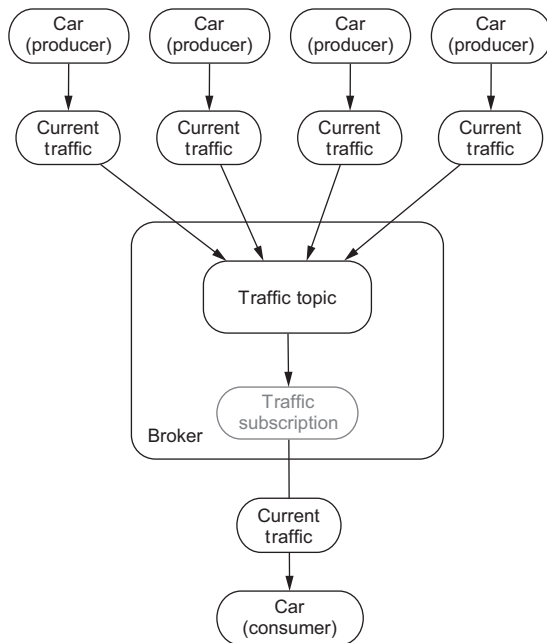 Car
(producer)
Car
(producer)
Car
(producer)
Car
(producer)
Current
traffic
Current
traffic
Current
traffic
Current
traffic
Traffic topic
Traffic
subscription
Broker
Current
traffic
Car
(consumer)